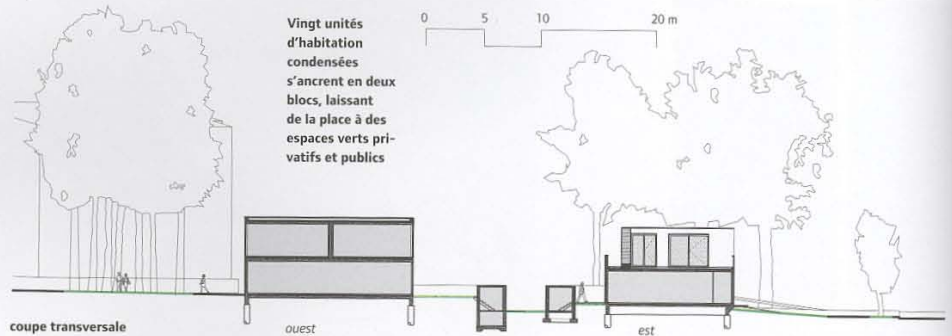 Vingt unités
d'habitation
condensées
s'ancrent en deux
blocs, laissant
de la place à des
espaces verts pri-
vatifs et publics
0 5 10 20 m
coupe transversale
ouest
est